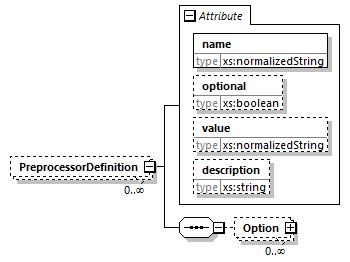 Attribute
name
type xs:normalizedString
optional
type xs:boolean
value
type xs:normalizedString
description
type xs:string
PreprocessorDefinition
0..∞
Option
0..∞